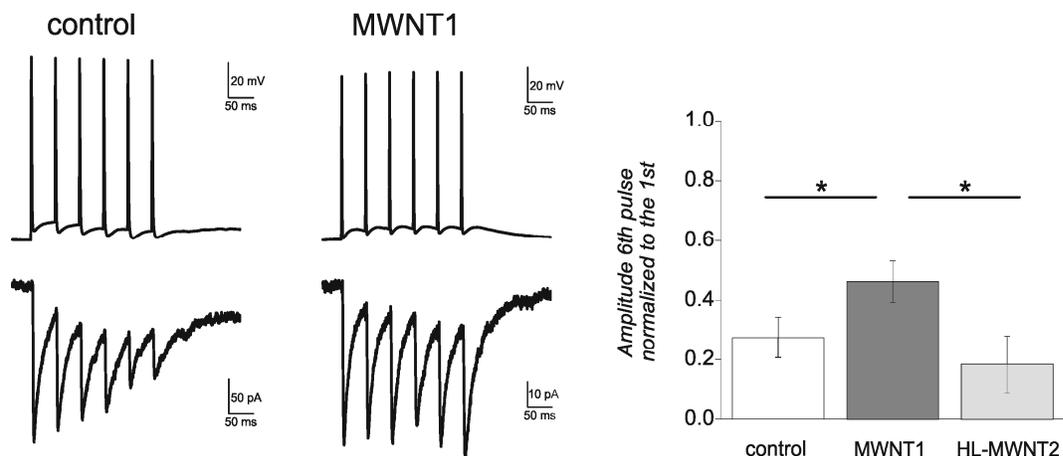 control
MWNT1
20 mV
50 ms
20 mV
50 ms
50 pA
50 ms
10 pA
50 ms
Amplitude 6th pulse
normalized to the 1st
1.0
0.8
0.6
0.4
0.2
0.0
*
*
control
MWNT1
HL-MWNT2